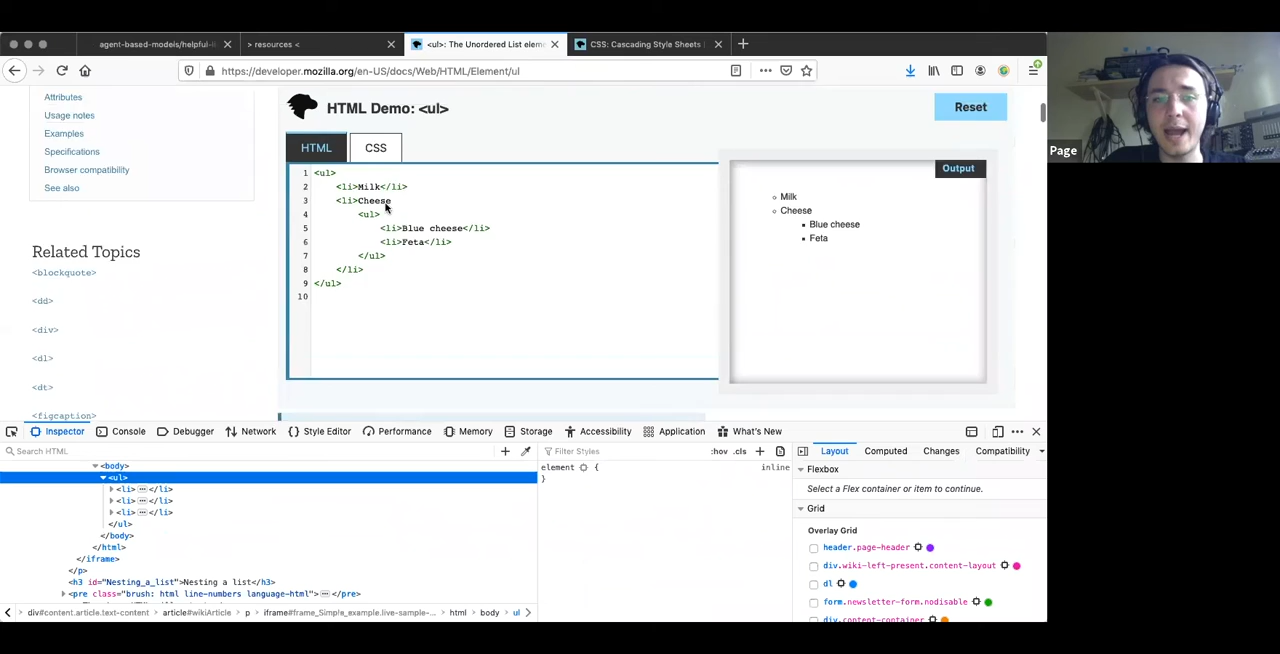 agent-based-models/helpful-
> resources <
<ul>: The Unordered List elem
CSS: Cascading Style Sheets
https://developer.mozilla.org/en-US/docs/Web/HTML/Element/ul
Page
Attributes
Usage notes
Examples
Specifications
Browser compatibility
See also
Related Topics
<blockquote>
<dd>
<div>
<dl>
<dt>
<figcaption>
HTML Demo: <ul>
Reset
HTML
CSS
1 <ul>
2 <li>Milk</li>
3 <li>Cheese
4 <ul>
5 <li>Blue cheese</li>
6 <li>Feta</li>
7 </ul>
8 </li>
9 </ul>
10
Output
Milk
Cheese
Blue cheese
Feta
Inspector Console Debugger Network Style Editor Performance Memory Storage Accessibility Application What's New
Search HTML
<body>
<ul>
<li> </li>
<li> </li>
<li> </li>
</ul>
</body>
</html>
</iframe>
</p>
<h3 id="Nesting_a_list">Nesting a list</h3>
<pre class="brush: html line-numbers language-html"> </pre>
div#content.article.text-content article#wikiArticle p iframe#frame_Simple_example.live-sample-... html body ul
Filter Styles :hov .cls
element { inline
}
Layout Computed Changes Compatibility
Flexbox
Select a Flex container or item to continue.
Grid
Overlay Grid
header.page-header
div.wiki-left-present.content-layout
dl
form.newsletter-form.nodisable
div.content-container